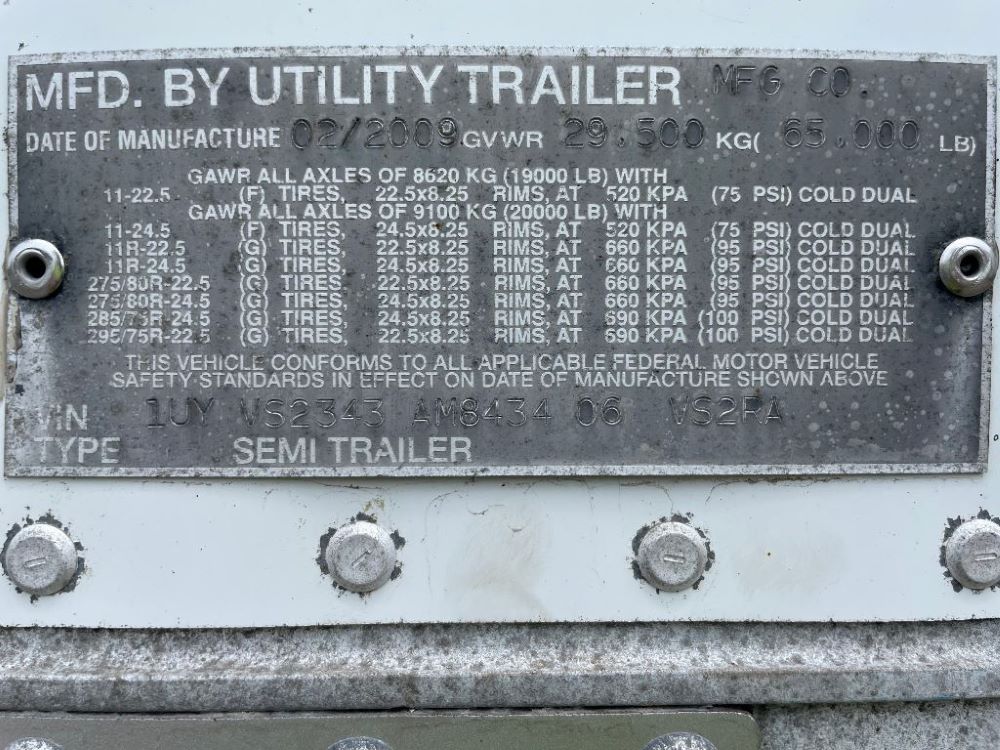 MFD. BY UTILITY TRAILER MFG CO.
DATE OF MANUFACTURE 02/2009 GVWR 29.500 KG( 65.000 LB)
GAWR ALL AXLES OF 8620 KG (19000 LB) WITH
11-22.5 (F) TIRES, 22.5x8.25 RIMS, AT 520 KPA (75 PSI) COLD DUAL
GAWR ALL AXLES OF 9100 KG (20000 LB) WITH
11-24.5 (F) TIRES, 24.5x8.25 RIMS, AT 520 KPA (75 PSI) COLD DUAL
11R-22.5 (G) TIRES, 22.5x8.25 RIMS, AT 660 KPA (95 PSI) COLD DUAL
11R-24.5 (G) TIRES, 24.5x8.25 RIMS, AT 660 KPA (95 PSI) COLD DUAL
275/80R-22.5 (G) TIRES, 22.5x8.25 RIMS, AT 660 KPA (95 PSI) COLD DUAL
275/80R-24.5 (G) TIRES, 24.5x8.25 RIMS, AT 660 KPA (95 PSI) COLD DUAL
285/75R-24.5 (G) TIRES, 24.5x8.25 RIMS, AT 690 KPA (100 PSI) COLD DUAL
295/75R-22.5 (G) TIRES, 22.5x8.25 RIMS, AT 690 KPA (100 PSI) COLD DUAL
THIS VEHICLE CONFORMS TO ALL APPLICABLE FEDERAL MOTOR VEHICLE
SAFETY STANDARDS IN EFFECT ON DATE OF MANUFACTURE SHOWN ABOVE
VIN 1UY VS2343 AM8434 06 VS2RA
TYPE SEMI TRAILER